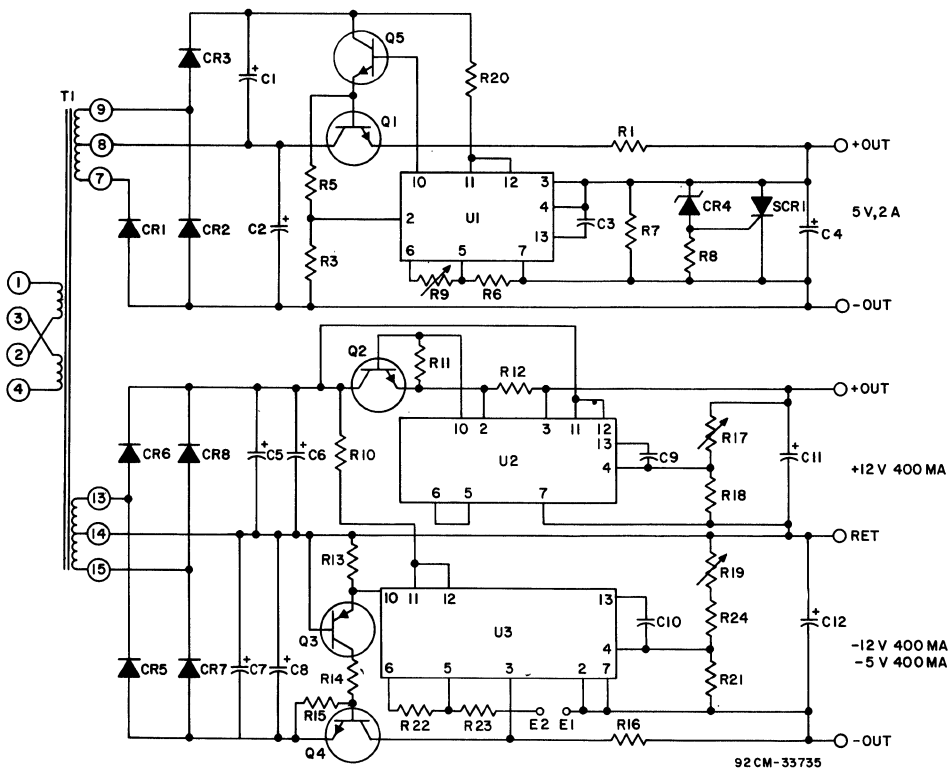 Q5
CR3
C1
R20
T1
9
Q1
R1
8
+OUT
7
R5
10
11
12
3
CR4
SCR1
5V,2A
2
U1
4
C3
R7
C4
CR1
CR2
C2
13
R8
R3
6
5
7
R9
R6
1
-OUT
3
2
Q2
R11
R12
4
+OUT
10
2
3
11
12
R17
CR6
CR8
C5
C6
R10
13
C9
C11
U2
4
+12V 400 MA
R18
13
6
5
7
14
RET
R13
R19
15
10
11
12
13
R24
Q3
U3
C10
C12
4
-12V 400 MA
-5V 400 MA
CR5
CR7
C7
C8
R14
6
5
3
2
7
R21
R15
R22
R23
E2
E1
R16
Q4
-OUT
92CM-33735